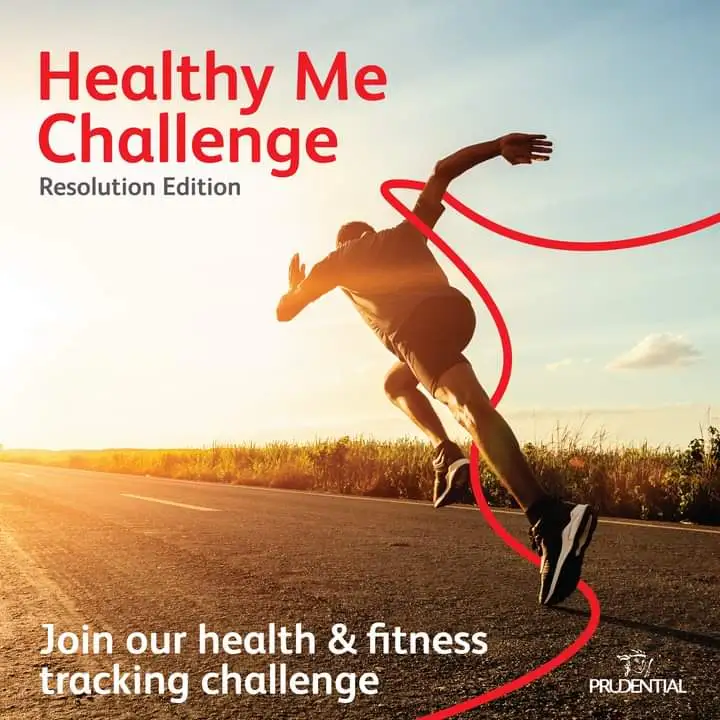 Healthy Me
Challenge
Resolution Edition
Join our health & fitness
tracking challenge
PRUDENTIAL